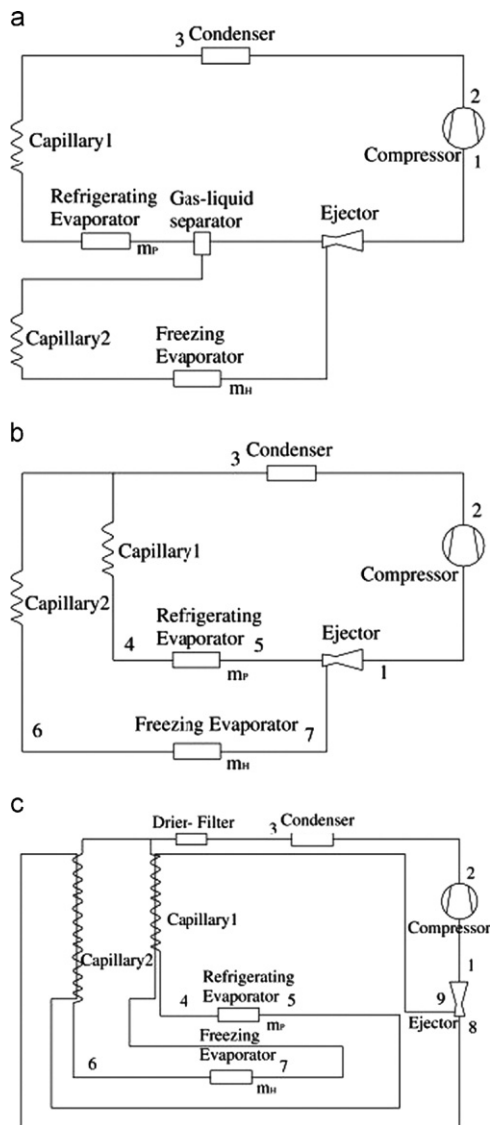 a
3 Condenser
2
Capillary1
Compressor
1
Refrigerating
Evaporator
Gas-liquid
separator
Ejector
mP
Capillary2
Freezing
Evaporator
mH
b
3 Condenser
2
Capillary1
Compressor
Capillary2
Refrigerating
Evaporator
Ejector
4
5
1
mP
Freezing Evaporator
6
7
mH
c
Drier- Filter
3 Condenser
2
Capillary1
Compressor
Capillary2
1
Refrigerating
Evaporator
4
5
9
mP
Ejector
8
Freezing
Evaporator
6
7
mH